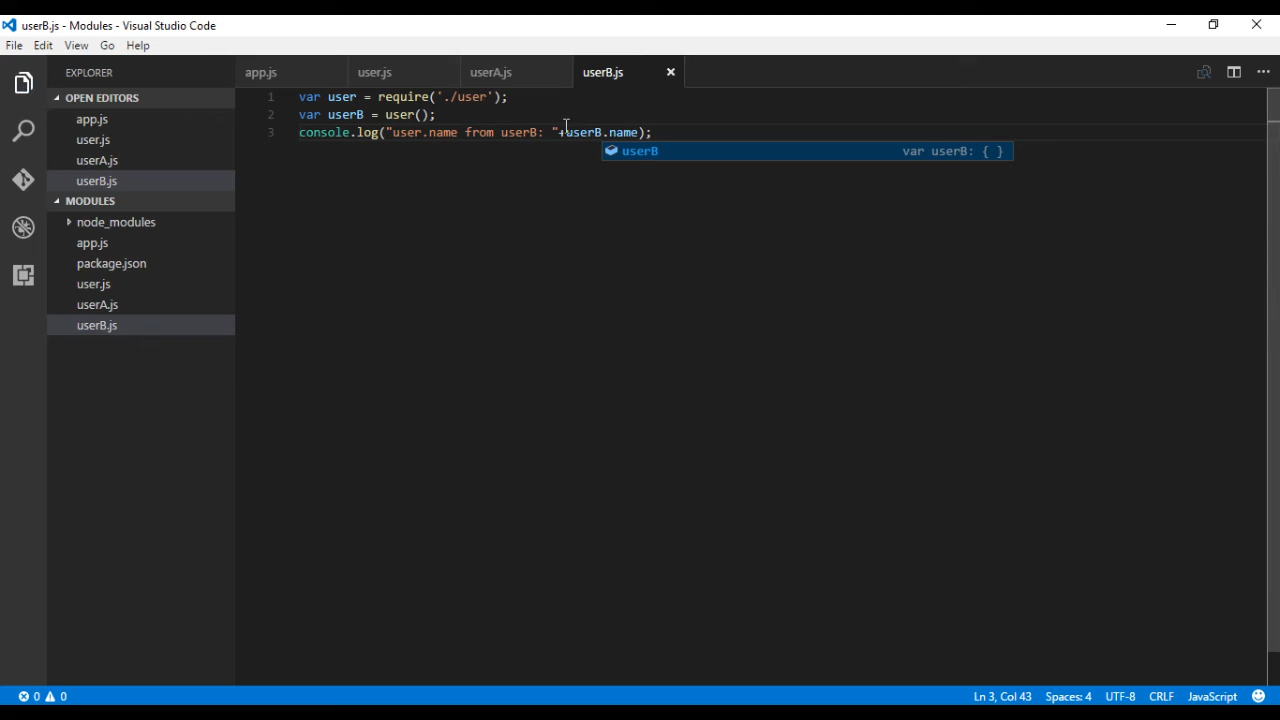 userB.js - Modules - Visual Studio Code
File Edit View Go Help
EXPLORER
OPEN EDITORS
app.js
user.js
userA.js
userB.js
MODULES
node_modules
app.js
package.json
user.js
userA.js
userB.js
app.js user.js userA.js userB.js
1 var user = require('./user');
2 var userB = user();
3 console.log("user.name from userB: "+userB.name);
userB var userB: { }
0 0 Ln 3, Col 43 Spaces: 4 UTF-8 CRLF JavaScript